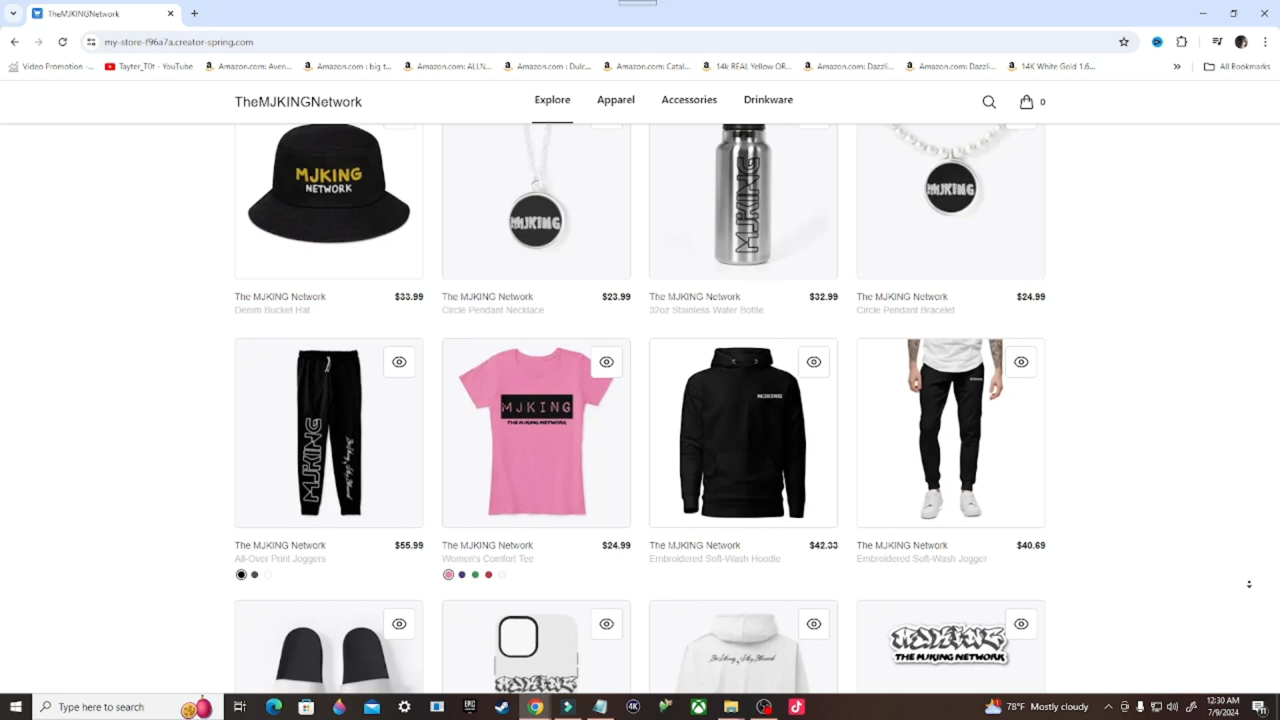 TheMJKINGNetwork
my-store-f96a7a.creator-spring.com
Video Promotion -... Tayter_T0t - YouTube Amazon.com: Aven... Amazon.com : big t... Amazon.com: ALLN... Amazon.com : Dulc... Amazon.com: Catal... 14k REAL Yellow OR... Amazon.com: Dazzli... Amazon.com: Dazzli... 14K White Gold 1.6... » All Bookmarks
TheMJKINGNetwork Explore Apparel Accessories Drinkware 0
MJKING
NETWORK
MJKING
MJKING
MJKING
The MJKING Network $33.99
Denim Bucket Hat
The MJKING Network $23.99
Circle Pendant Necklace
The MJKING Network $32.99
32oz Stainless Water Bottle
The MJKING Network $24.99
Circle Pendant Bracelet
MJKING
MJKING
THE MJKING NETWORK
MJKING
The MJKING Network $55.99
All-Over Print Joggers
The MJKING Network $24.99
Women's Comfort Tee
The MJKING Network $42.33
Embroidered Soft-Wash Hoodie
The MJKING Network $40.69
Embroidered Soft-Wash Jogger
MJKING
MJKING
THE MJKING NETWORK
Type here to search
EPIC
4K
78°F Mostly cloudy
12:30 AM
7/9/2024